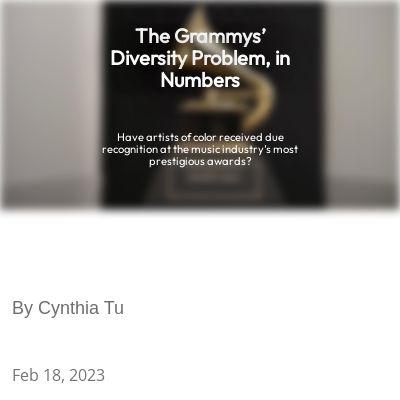 The Grammys’
Diversity Problem, in
Numbers
Have artists of color received due
recognition at the music industry's most
prestigious awards?
By Cynthia Tu
Feb 18, 2023